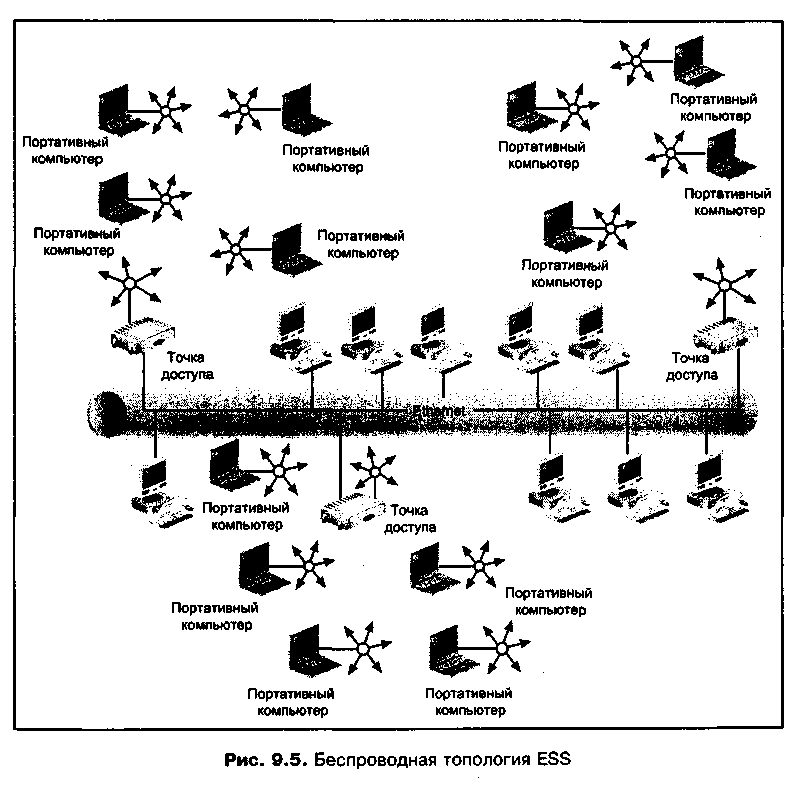 Портативный
компьютер
Портативный
компьютер
Портативный
компьютер
Портативный
компьютер
Портативный
компьютер
Портативный
компьютер
Портативный
компьютер
Портативный
компьютер
Портативный
компьютер
Точка
доступа
Точка
доступа
Ethernet
Портативный
компьютер
Точка
доступа
Портативный
компьютер
Портативный
компьютер
Портативный
компьютер
Портативный
компьютер
Рис. 9.5. Беспроводная топология ESS